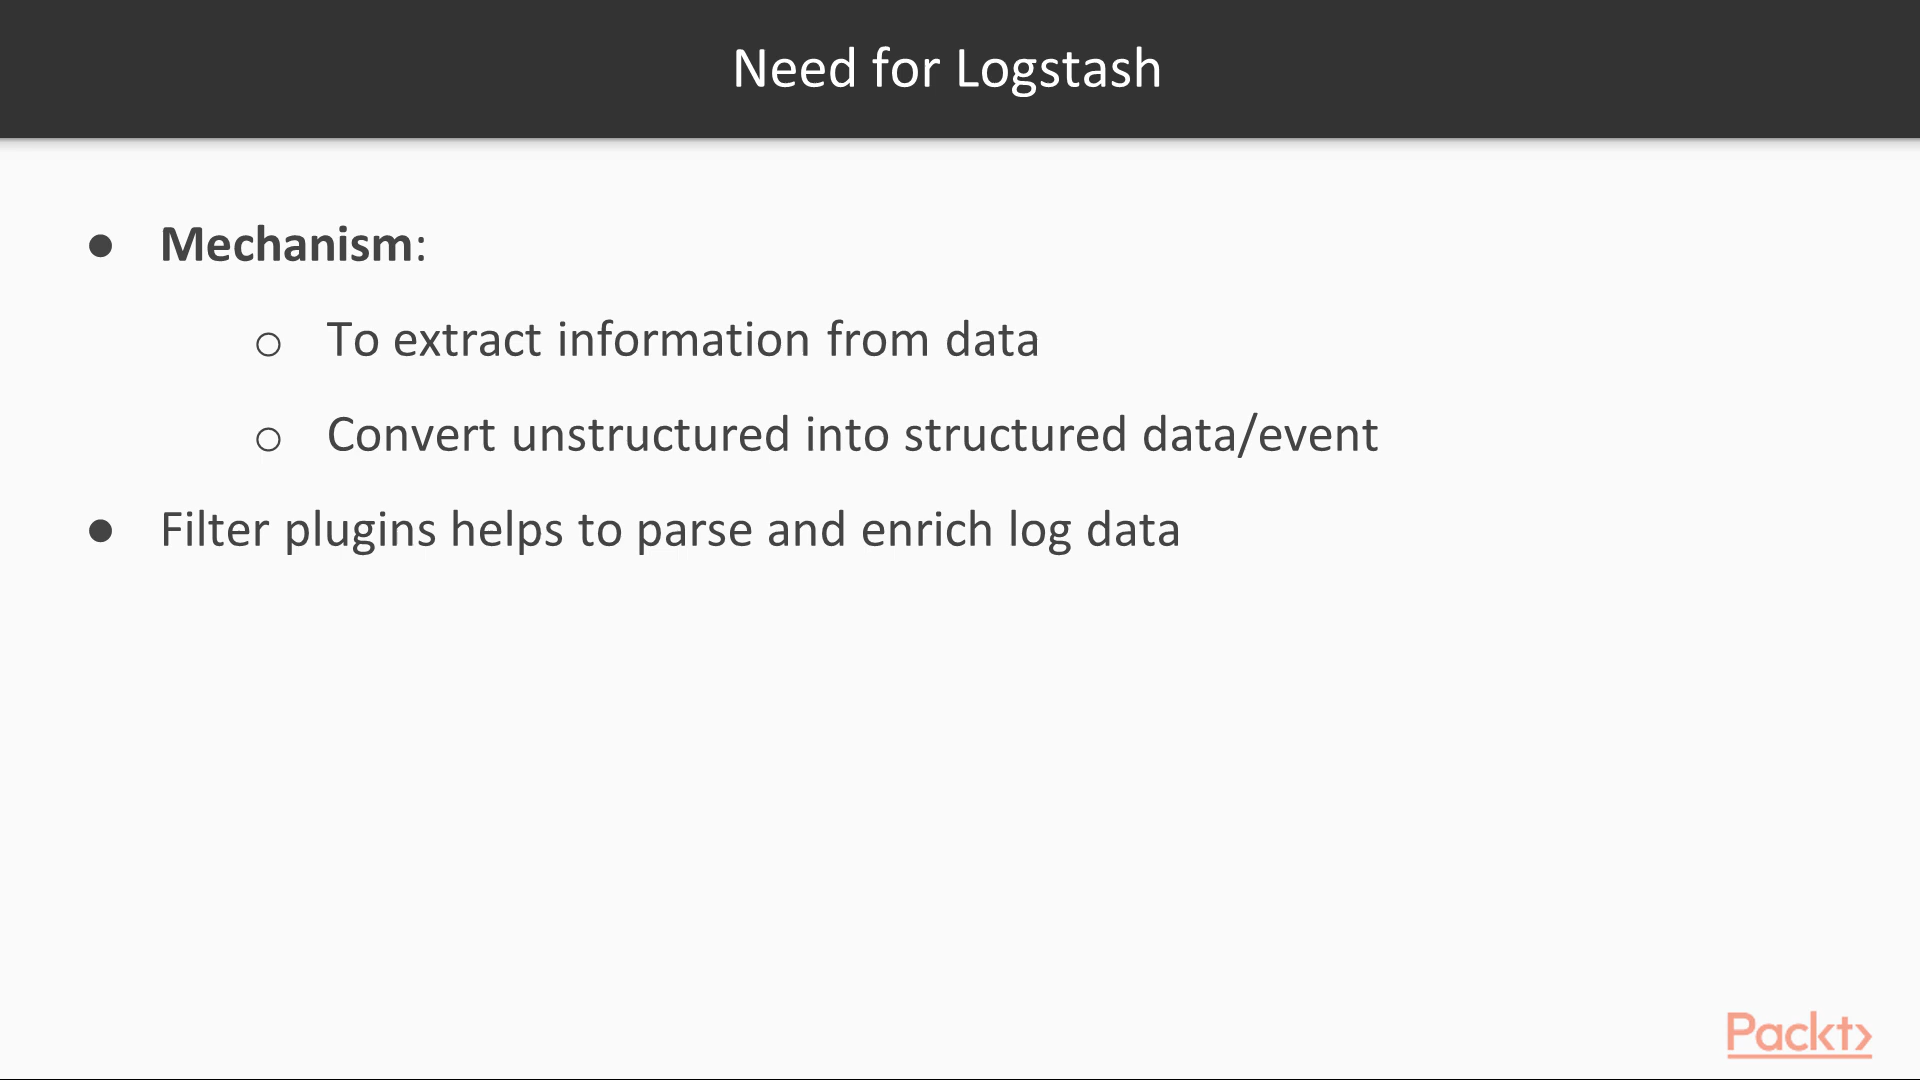 Need for Logstash
● Mechanism:
○ To extract information from data
○ Convert unstructured into structured data/event
● Filter plugins helps to parse and enrich log data
Packt>